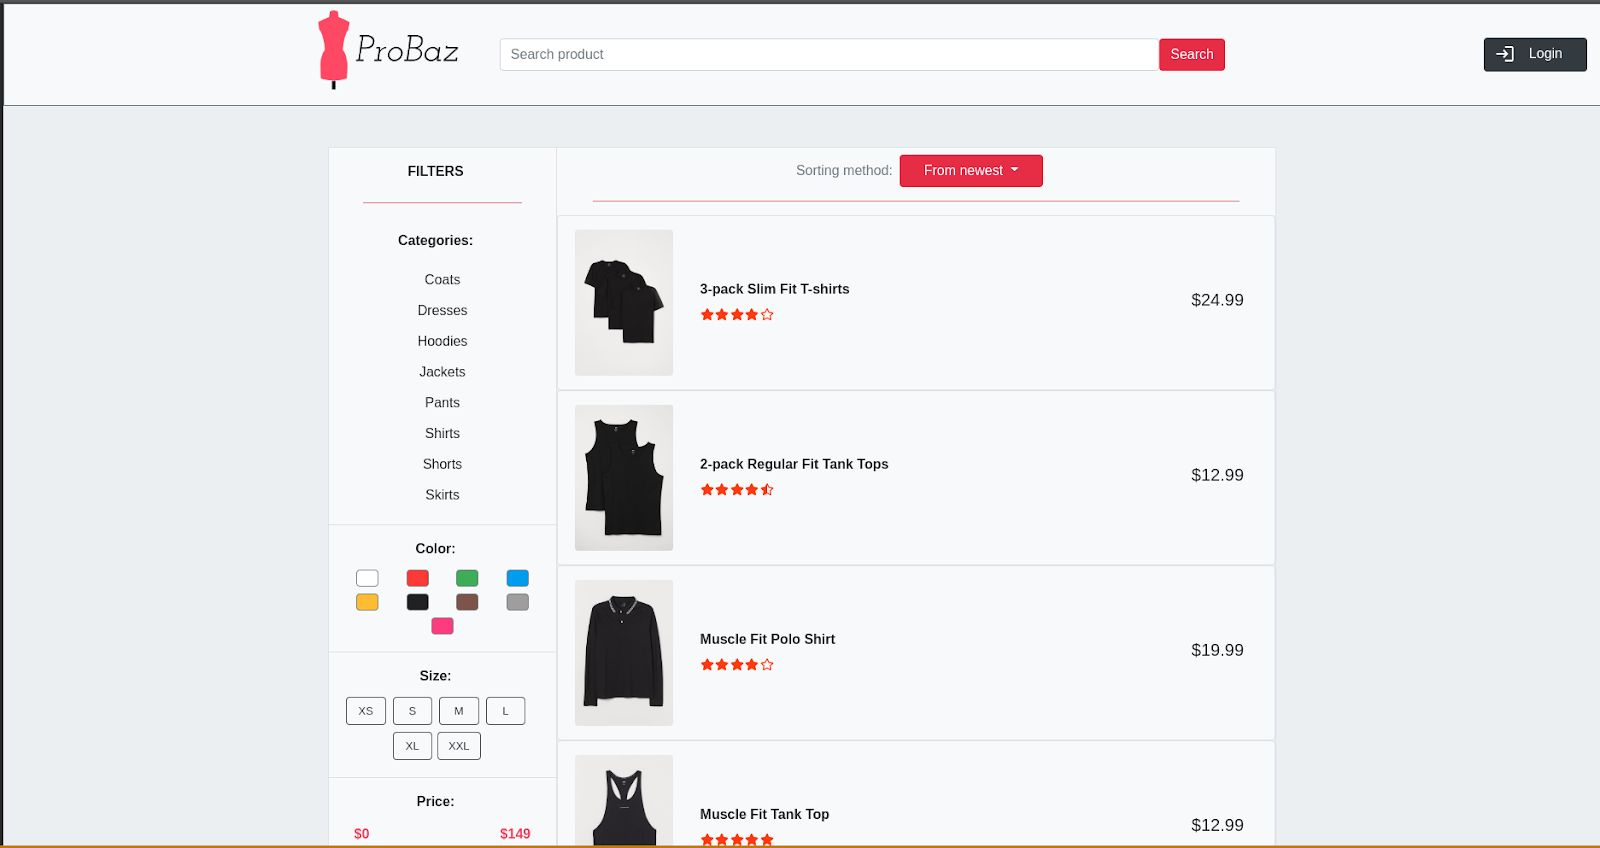 ProBaz
Search product
Search
Login
FILTERS
Categories:
Coats
Dresses
Hoodies
Jackets
Pants
Shirts
Shorts
Skirts
Color:
Size:
XS S M L
XL XXL
Price:
$0 $149
Sorting method: From newest
3-pack Slim Fit T-shirts
$24.99
2-pack Regular Fit Tank Tops
$12.99
Muscle Fit Polo Shirt
$19.99
Muscle Fit Tank Top
$12.99